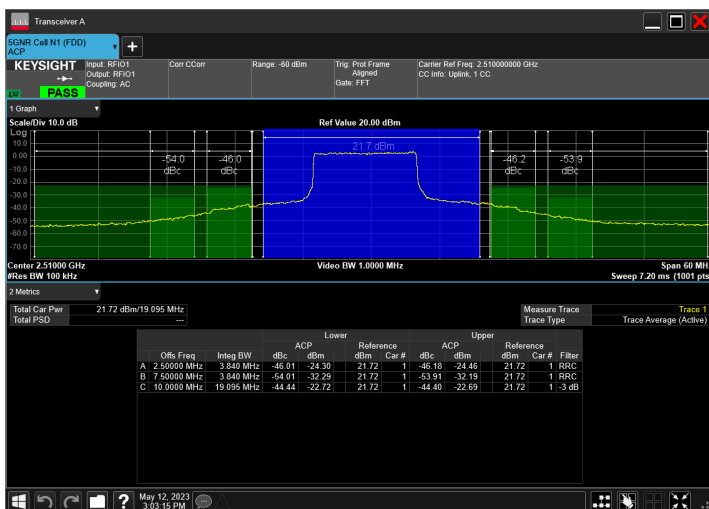 Transceiver A
5GNR Cell N1 (FDD)
ACP
KEYSIGHT
LXI
PASS
Input: RFIO1
Output: RFIO1
Coupling: AC
Corr CCorr
Range: -60 dBm
Trig: Prot Frame
Aligned
Gate: FFT
Carrier Ref Freq: 2.510000000 GHz
CC Info: Uplink, 1 CC
1 Graph
Scale/Div 10.0 dB
Ref Value 20.00 dBm
Log
10.0
0.00
-10.0
-20.0
-30.0
-40.0
-50.0
-60.0
-70.0
-54.0
dBc
-46.0
dBc
21.7 dBm
-46.2
dBc
-53.9
dBc
Center 2.51000 GHz
#Res BW 100 kHz
Video BW 1.0000 MHz
Span 60 MHz
Sweep 7.20 ms (1001 pts
2 Metrics
Total Car Pwr 21.72 dBm/19.095 MHz
Total PSD ---
Measure Trace Trace 1
Trace Type Trace Average (Active)
Lower Upper
ACP Reference ACP Reference
Offs Freq Integ BW dBc dBm dBm Car # dBc dBm dBm Car # Filter
A 2.5000 MHz 3.840 MHz -46.01 -24.30 21.72 1 -46.18 -24.46 21.72 1 RRC
B 7.5000 MHz 3.840 MHz -54.01 -32.29 21.72 1 -53.91 -32.19 21.72 1 RRC
C 10.0000 MHz 19.095 MHz -44.44 -22.72 21.72 1 -44.40 -22.69 21.72 1 -3 dB
May 12, 2023
3:03:15 PM